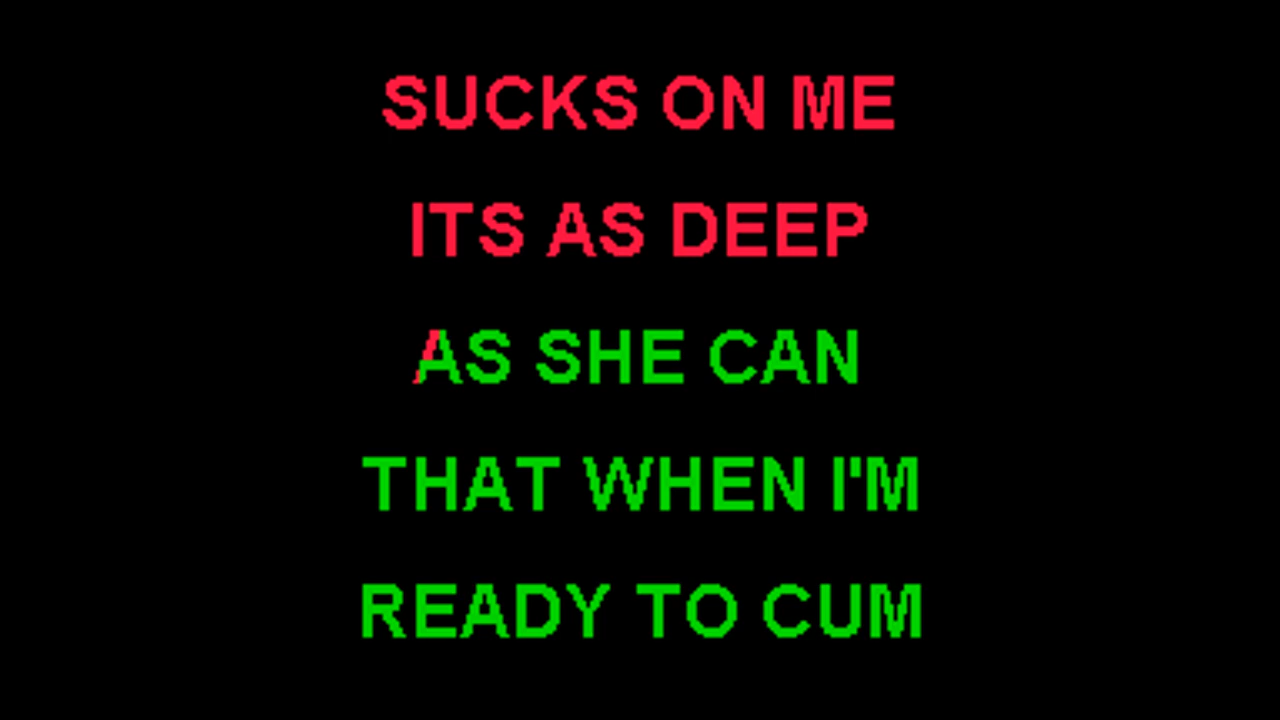 SUCKS ON ME
ITS AS DEEP
AS SHE CAN
THAT WHEN I'M
READY TO CUM